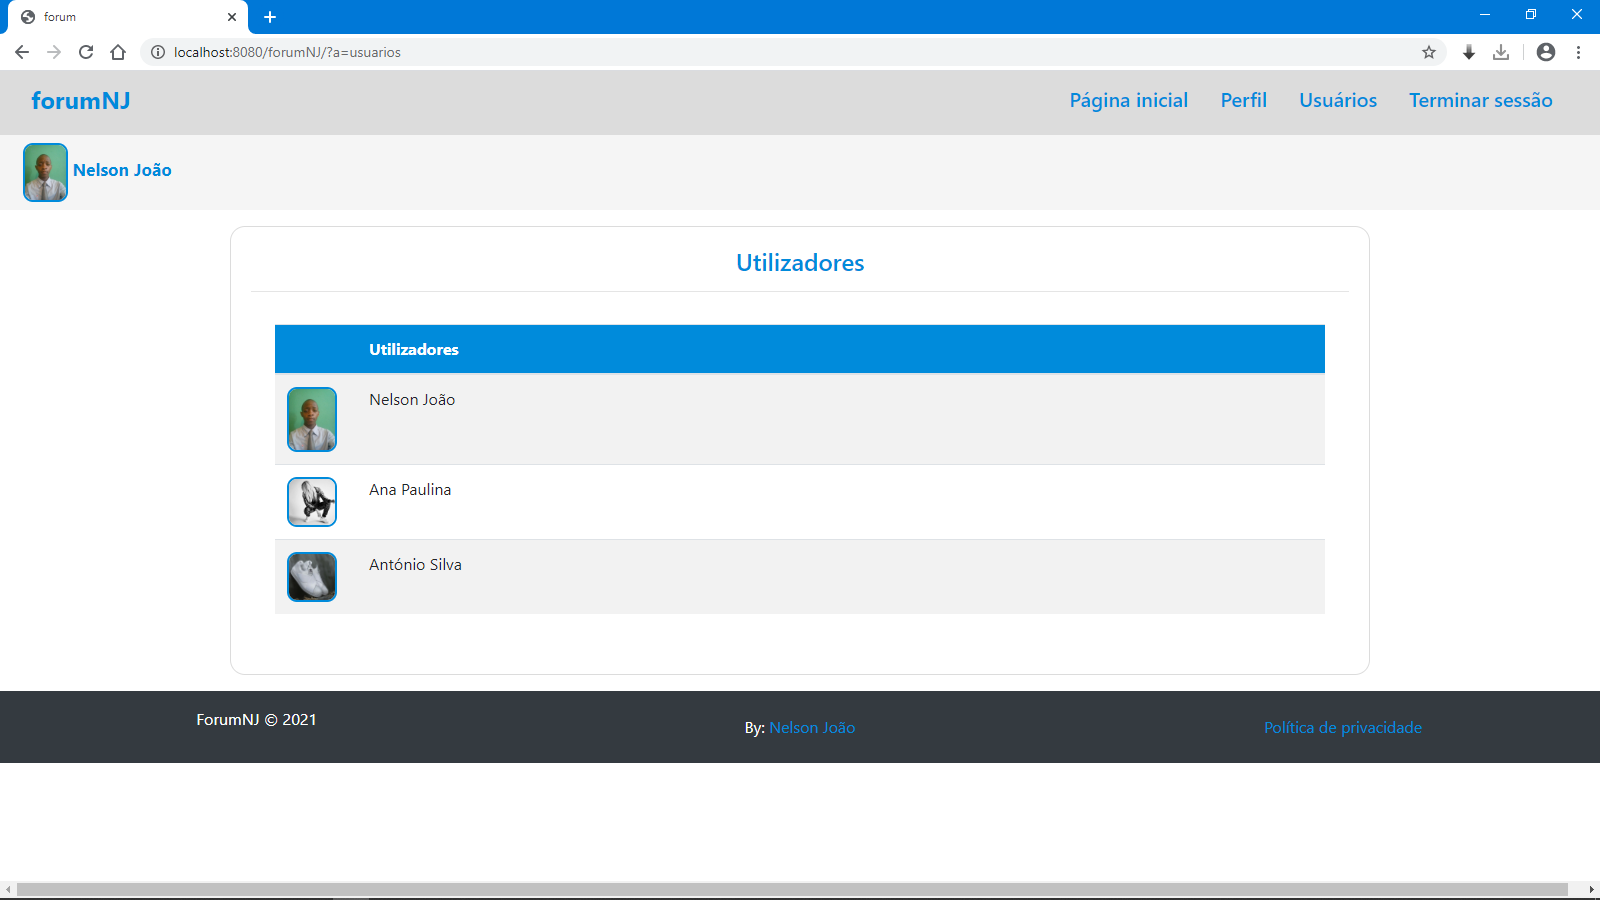 forum
localhost:8080/forumNJ/?a=usuarios
forumNJ
Página inicial Perfil Usuários Terminar sessão
Nelson João
Utilizadores
Utilizadores
Nelson João
Ana Paulina
António Silva
ForumNJ © 2021
By: Nelson João
Política de privacidade